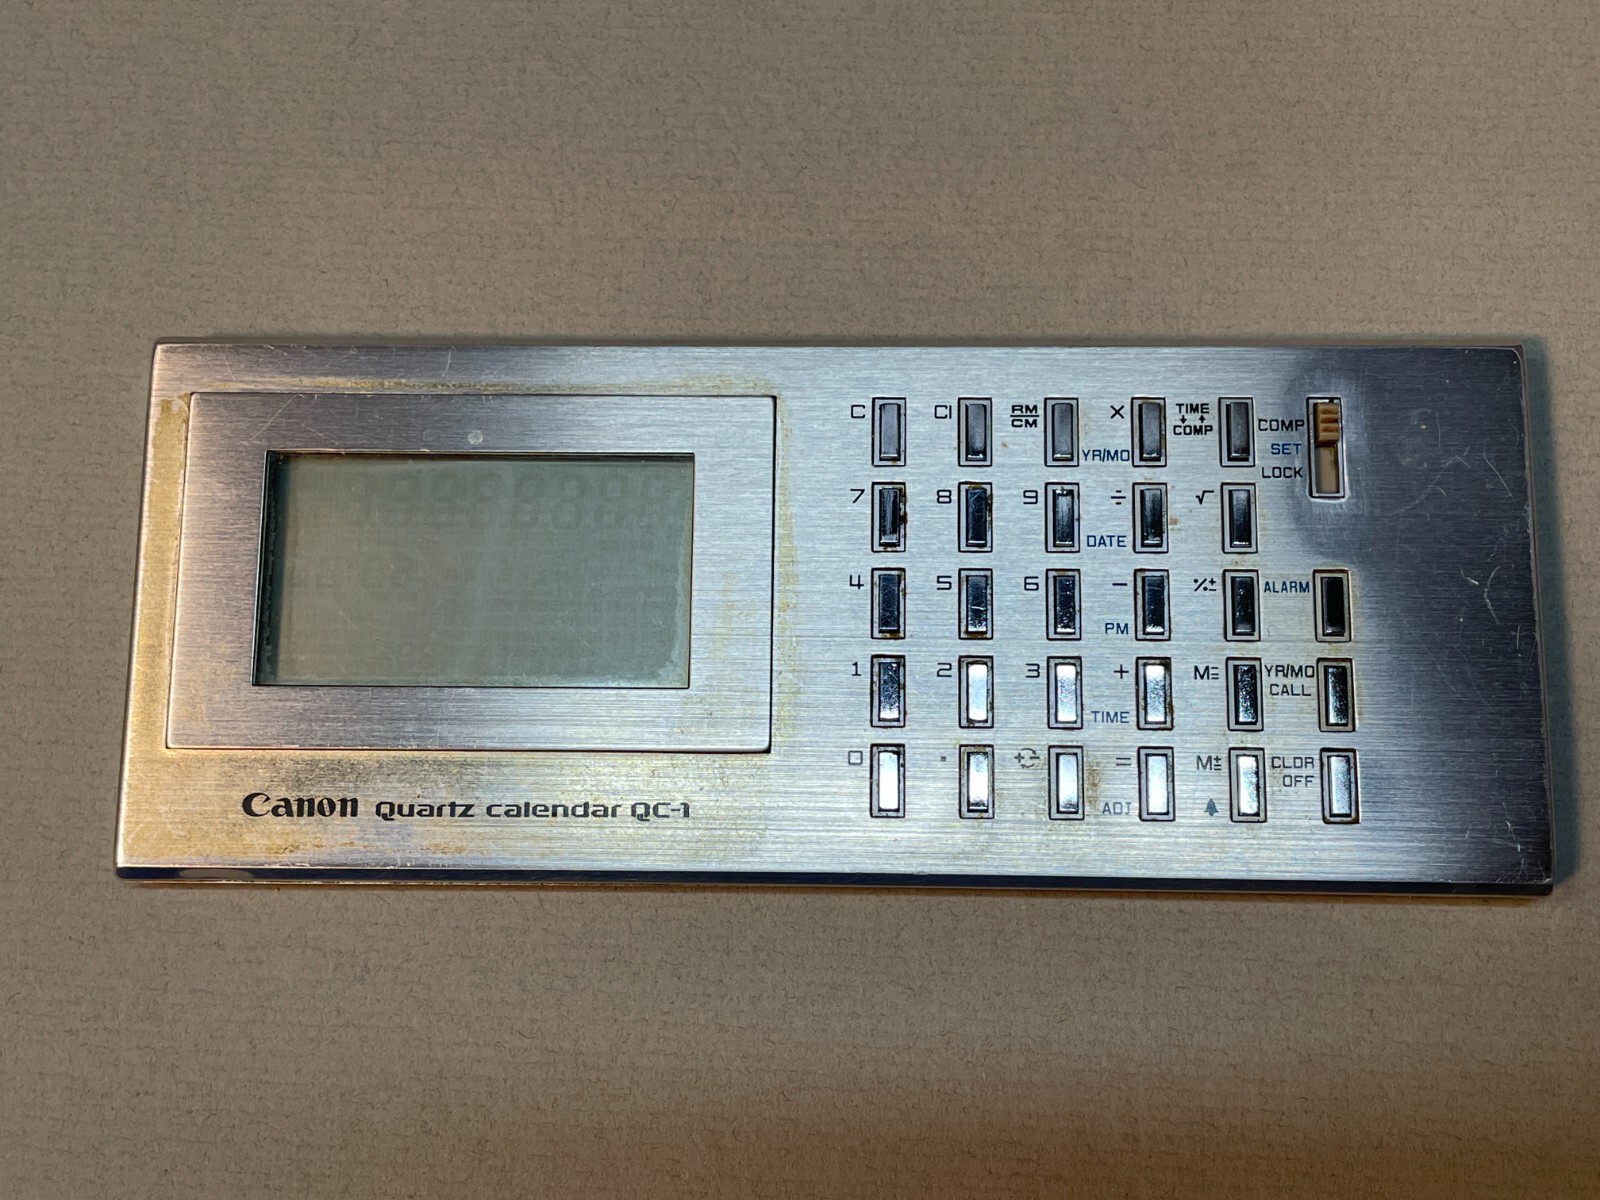 C CI RM/CM × TIME ↓↑ COMP COMP
YR/MO SET
LOCK
7 8 9 ÷ √
DATE
4 5 6 − ⁒± ALARM
PM
1 2 3 + M= YR/MO CALL
TIME
0 . = M± CLDR OFF
ADJ
Canon Quartz calendar QC-1